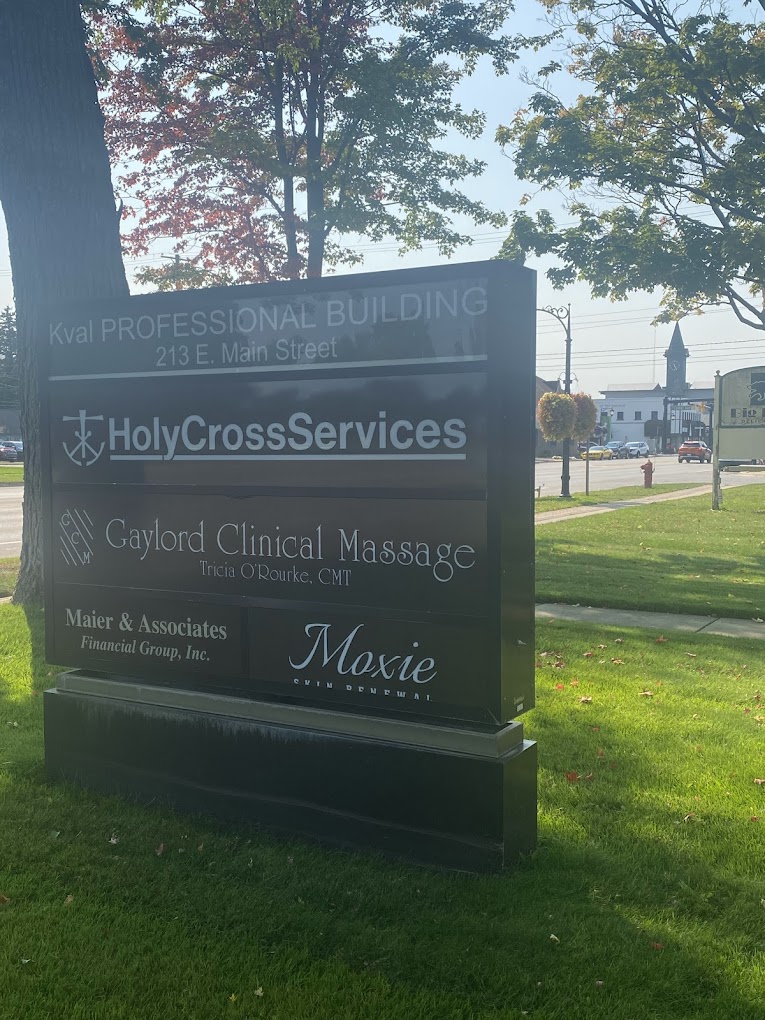 Kval PROFESSIONAL BUILDING
213 E. Main Street
HolyCrossServices
GCM
Gaylord Clinical Massage
Tricia O'Rourke, CMT
Maier & Associates
Financial Group, Inc.
Moxie
SKIN RENEWAL